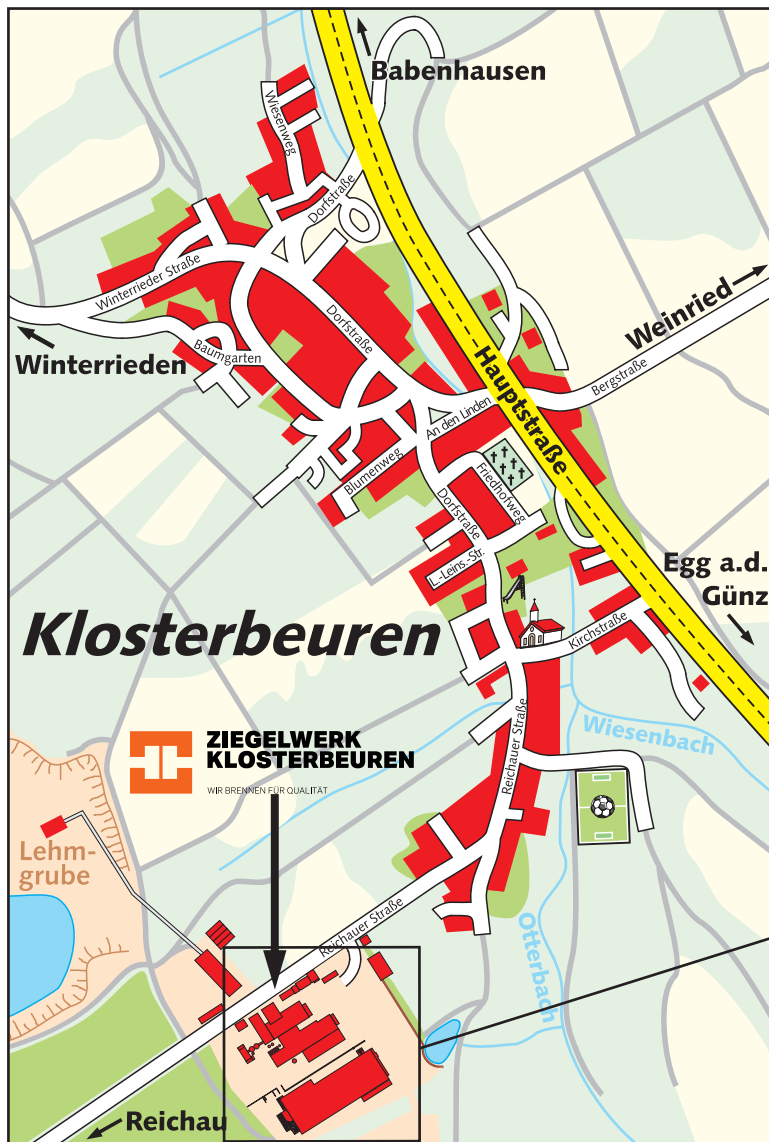 Babenhausen
Wiesenweg
Dorfstraße
Winterrieder Straße
Weinried
Dorfstraße
Winterrieden
Baumgarten
Hauptstraße
Bergstraße
An den Linden
Blumenweg
Friedhofweg
Dorfstraße
L.-Leins.-Str.
Egg a.d.
Günz
Klosterbeuren
Kirchstraße
Wiesenbach
Reichauer Straße
ZIEGELWERK
KLOSTERBEUREN
WIR BRENNEN FÜR QUALITÄT
Lehm-
grube
Reichauer Straße
Otterbach
Reichau